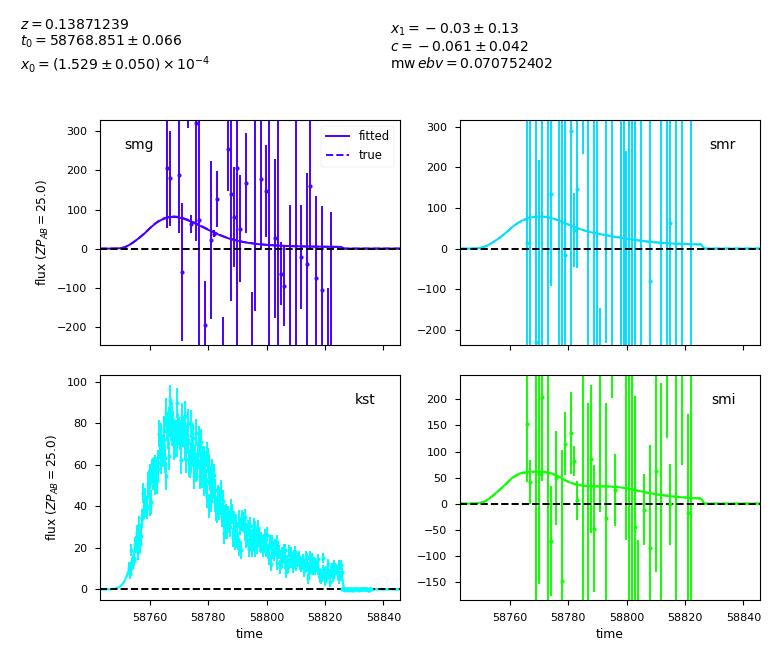 z = 0.13871239
t0 = 58768.851 ± 0.066
x0 = (1.529 ± 0.050) × 10^−4
x1 = −0.03 ± 0.13
c = −0.061 ± 0.042
mw ebv = 0.070752402
300
200
100
0
−100
−200
flux (ZP_AB = 25.0)
smg
fitted
true
300
200
100
0
−100
−200
smr
100
80
60
40
20
0
flux (ZP_AB = 25.0)
kst
58760 58780 58800 58820 58840
time
200
150
100
50
0
−50
−100
−150
smi
58760 58780 58800 58820 58840
time